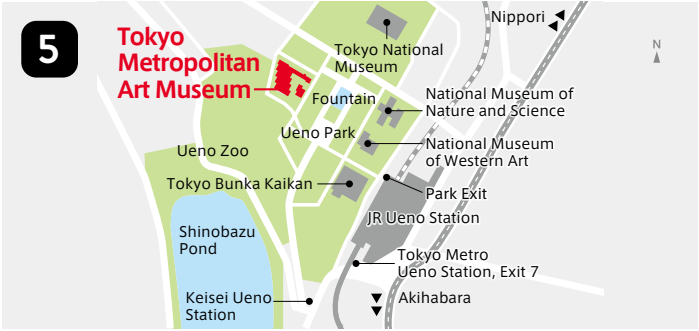 5
Tokyo
Metropolitan
Art Museum
Nippori
N
Tokyo National
Museum
Fountain
National Museum of
Nature and Science
Ueno Park
National Museum
of Western Art
Ueno Zoo
Tokyo Bunka Kaikan
Park Exit
JR Ueno Station
Shinobazu
Pond
Tokyo Metro
Ueno Station, Exit 7
Keisei Ueno
Station
Akihabara